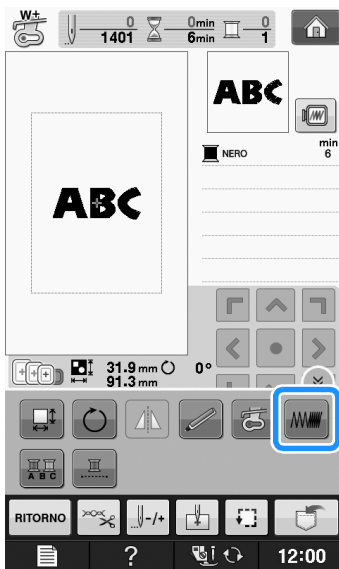 W±
0 0min 0
1401 6min 1
ABC
min
NERO 6
ABC
31.9 mm 0°
91.3 mm
A B C
RITORNO -/+
? 12:00